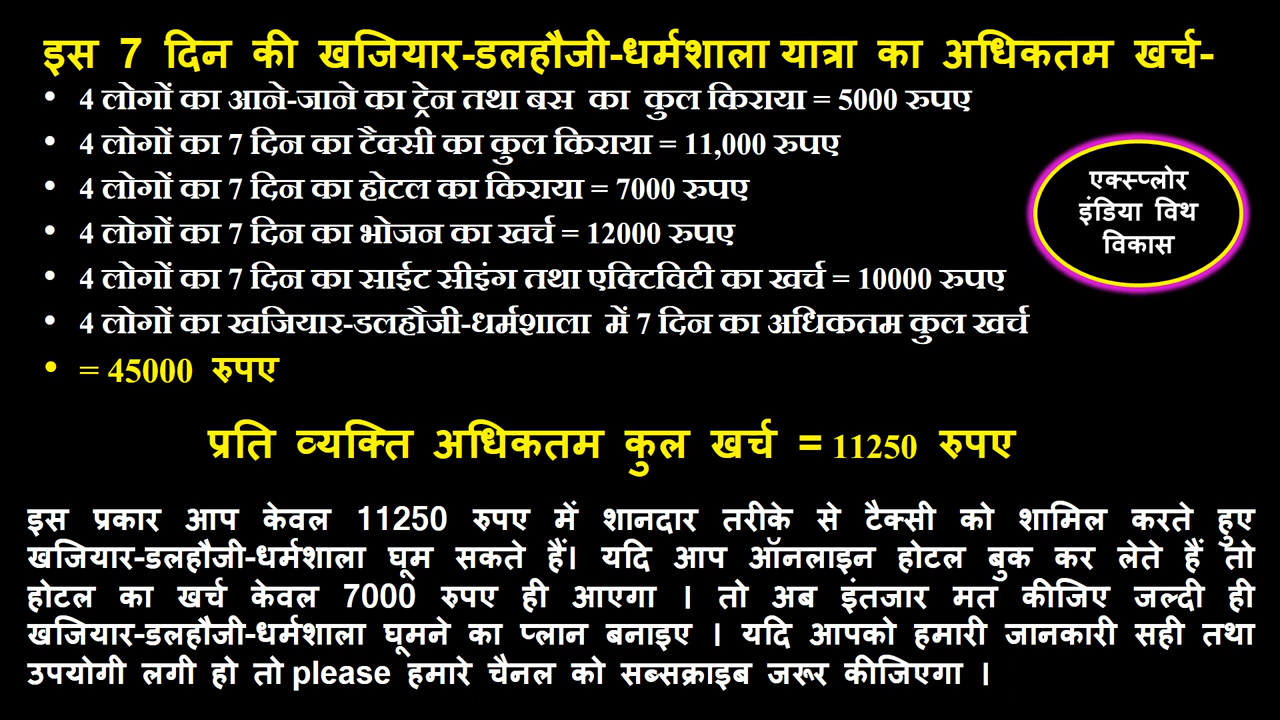 इस 7 दिन की खजियार-डलहौजी-धर्मशाला यात्रा का अधिकतम खर्च-
• 4 लोगों का आने-जाने का ट्रेन तथा बस का कुल किराया = 5000 रुपए
• 4 लोगों का 7 दिन का टैक्सी का कुल किराया = 11,000 रुपए
• 4 लोगों का 7 दिन का होटल का किराया = 7000 रुपए
• 4 लोगों का 7 दिन का भोजन का खर्च = 12000 रुपए
• 4 लोगों का 7 दिन का साईट सीइंग तथा एक्टिविटी का खर्च = 10000 रुपए
• 4 लोगों का खजियार-डलहौजी-धर्मशाला में 7 दिन का अधिकतम कुल खर्च
• = 45000 रुपए
एक्स्प्लोर
इंडिया विथ
विकास
प्रति व्यक्ति अधिकतम कुल खर्च = 11250 रुपए
इस प्रकार आप केवल 11250 रुपए में शानदार तरीके से टैक्सी को शामिल करते हुए
खजियार-डलहौजी-धर्मशाला घूम सकते हैं। यदि आप ऑनलाइन होटल बुक कर लेते हैं तो
होटल का खर्च केवल 7000 रुपए ही आएगा । तो अब इंतजार मत कीजिए जल्दी ही
खजियार-डलहौजी-धर्मशाला घूमने का प्लान बनाइए । यदि आपको हमारी जानकारी सही तथा
उपयोगी लगी हो तो please हमारे चैनल को सब्सक्राइब जरूर कीजिएगा ।